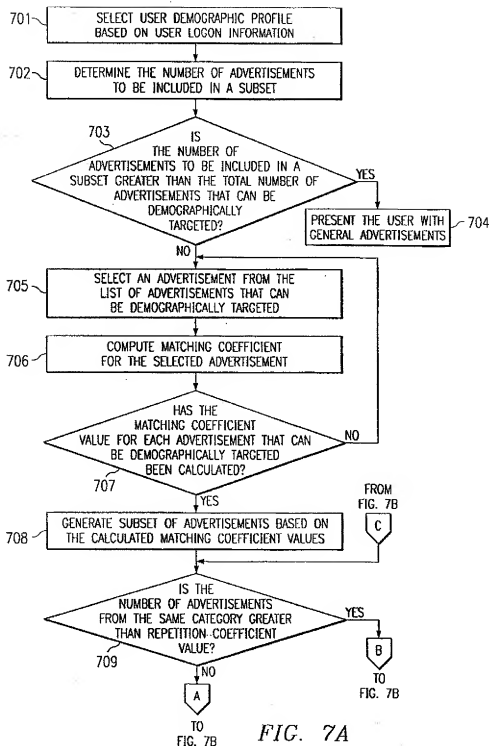 701
SELECT USER DEMOGRAPHIC PROFILE
BASED ON USER LOGON INFORMATION
702
DETERMINE THE NUMBER OF ADVERTISEMENTS
TO BE INCLUDED IN A SUBSET
703
IS
THE NUMBER OF
ADVERTISEMENTS TO BE INCLUDED IN A
SUBSET GREATER THAN THE TOTAL NUMBER OF
ADVERTISEMENTS THAT CAN BE
DEMOGRAPHICALLY
TARGETED?
YES
PRESENT THE USER WITH
GENERAL ADVERTISEMENTS
704
NO
705
SELECT AN ADVERTISEMENT FROM THE
LIST OF ADVERTISEMENTS THAT CAN
BE DEMOGRAPHICALLY TARGETED
706
COMPUTE MATCHING COEFFICIENT
FOR THE SELECTED ADVERTISEMENT
HAS THE
MATCHING COEFFICIENT
VALUE FOR EACH ADVERTISEMENT THAT CAN
BE DEMOGRAPHICALLY TARGETED
BEEN CALCULATED?
NO
707
YES
FROM
FIG. 7B
C
708
GENERATE SUBSET OF ADVERTISEMENTS BASED ON
THE CALCULATED MATCHING COEFFICIENT VALUES
IS THE
NUMBER OF ADVERTISEMENTS
FROM THE SAME CATEGORY GREATER
THAN REPETITION COEFFICIENT
VALUE?
YES
709
NO
B
TO
FIG. 7B
A
TO
FIG. 7B
FIG. 7A